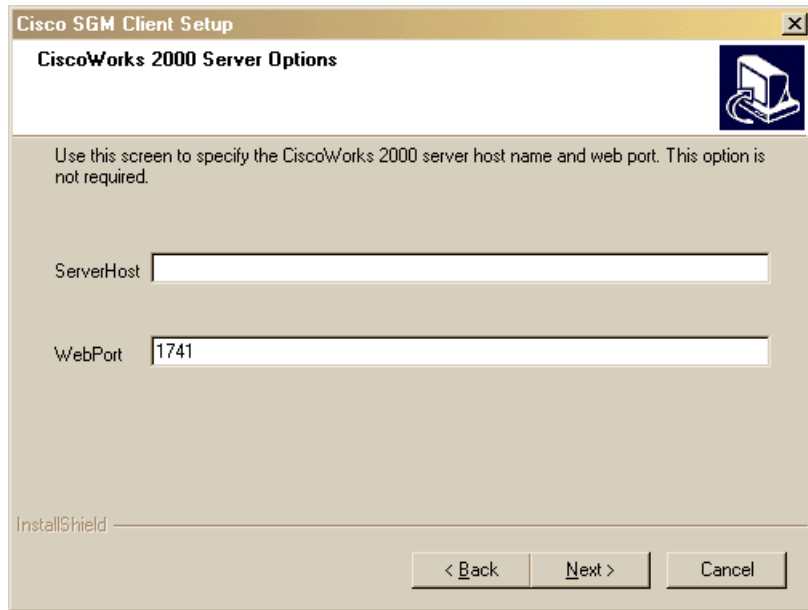 Cisco SGM Client Setup
CiscoWorks 2000 Server Options
Use this screen to specify the CiscoWorks 2000 server host name and web port. This option is
not required.
ServerHost
WebPort 1741
InstallShield
< Back Next > Cancel